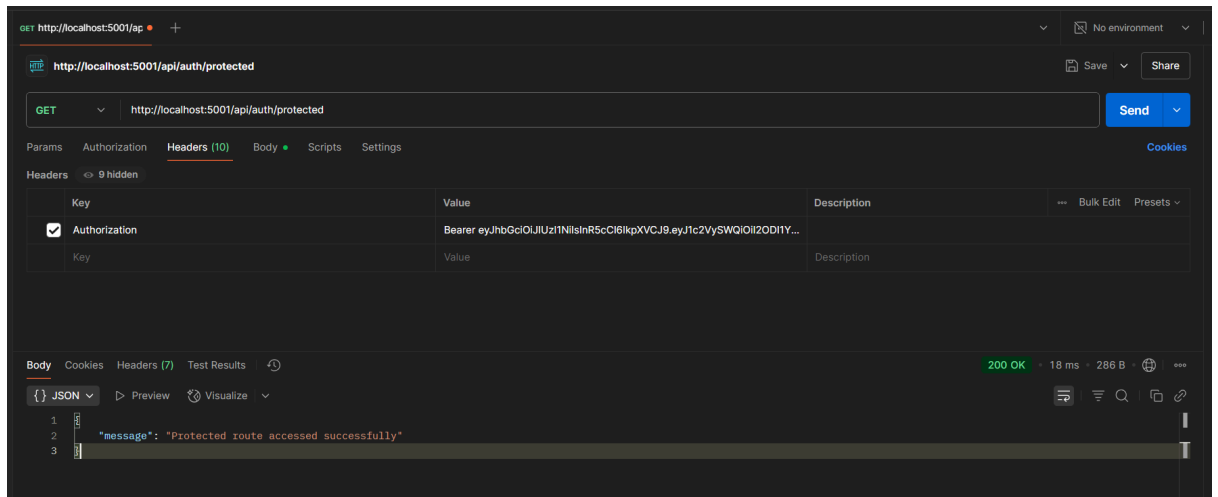 GET http://localhost:5001/ap
No environment
HTTP http://localhost:5001/api/auth/protected
Save Share
GET http://localhost:5001/api/auth/protected Send
Params Authorization Headers (10) Body Scripts Settings Cookies
Headers 9 hidden
Key Value Description Bulk Edit Presets
Authorization Bearer eyJhbGciOiJIUzI1NiIsInR5cCI6IkpXVCJ9.eyJ1c2VySWQiOiI2ODI1Y...
Key Value Description
Body Cookies Headers (7) Test Results 200 OK 18 ms 286 B
{} JSON Preview Visualize
1 {
2 "message": "Protected route accessed successfully"
3 }